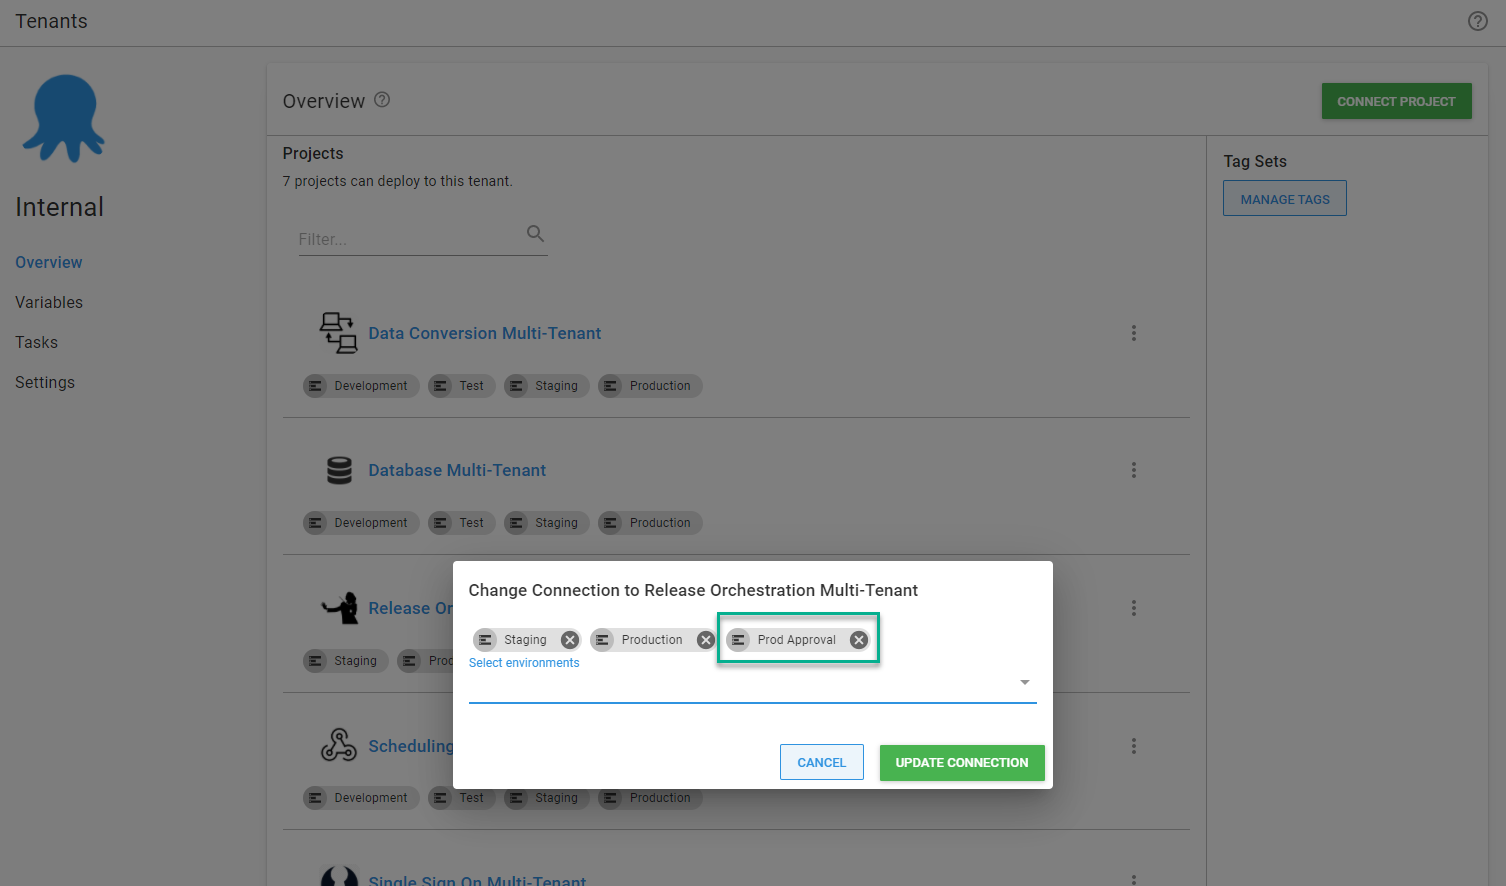 Tenants
Internal
Overview
Variables
Tasks
Settings
Overview
CONNECT PROJECT
Projects
7 projects can deploy to this tenant.
Filter...
Tag Sets
MANAGE TAGS
Data Conversion Multi-Tenant
Development Test Staging Production
Database Multi-Tenant
Development Test Staging Production
Release Or
Staging Prod
Scheduling
Development Test Staging Production
Single Sign On Multi-Tenant
Change Connection to Release Orchestration Multi-Tenant
Staging Production Prod Approval
Select environments
CANCEL UPDATE CONNECTION